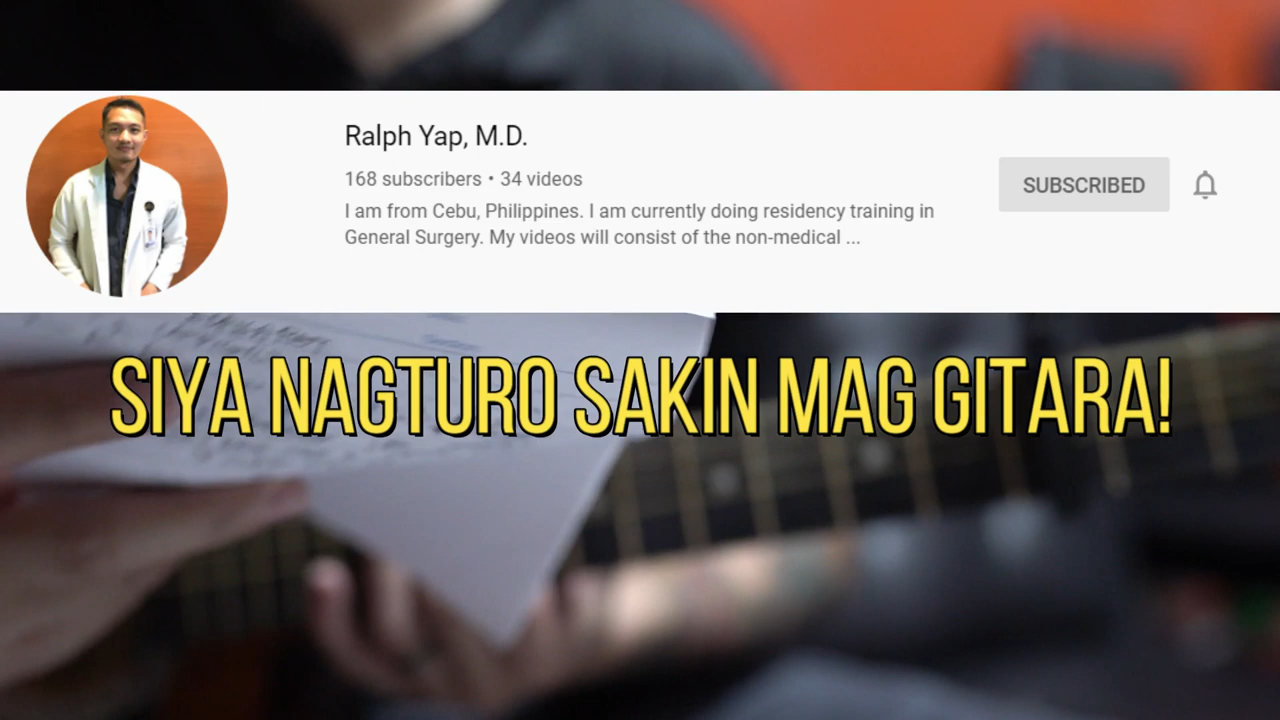 Ralph Yap, M.D.
168 subscribers • 34 videos
I am from Cebu, Philippines. I am currently doing residency training in
General Surgery. My videos will consist of the non-medical ...
SUBSCRIBED
SIYA NAGTURO SAKIN MAG GITARA!